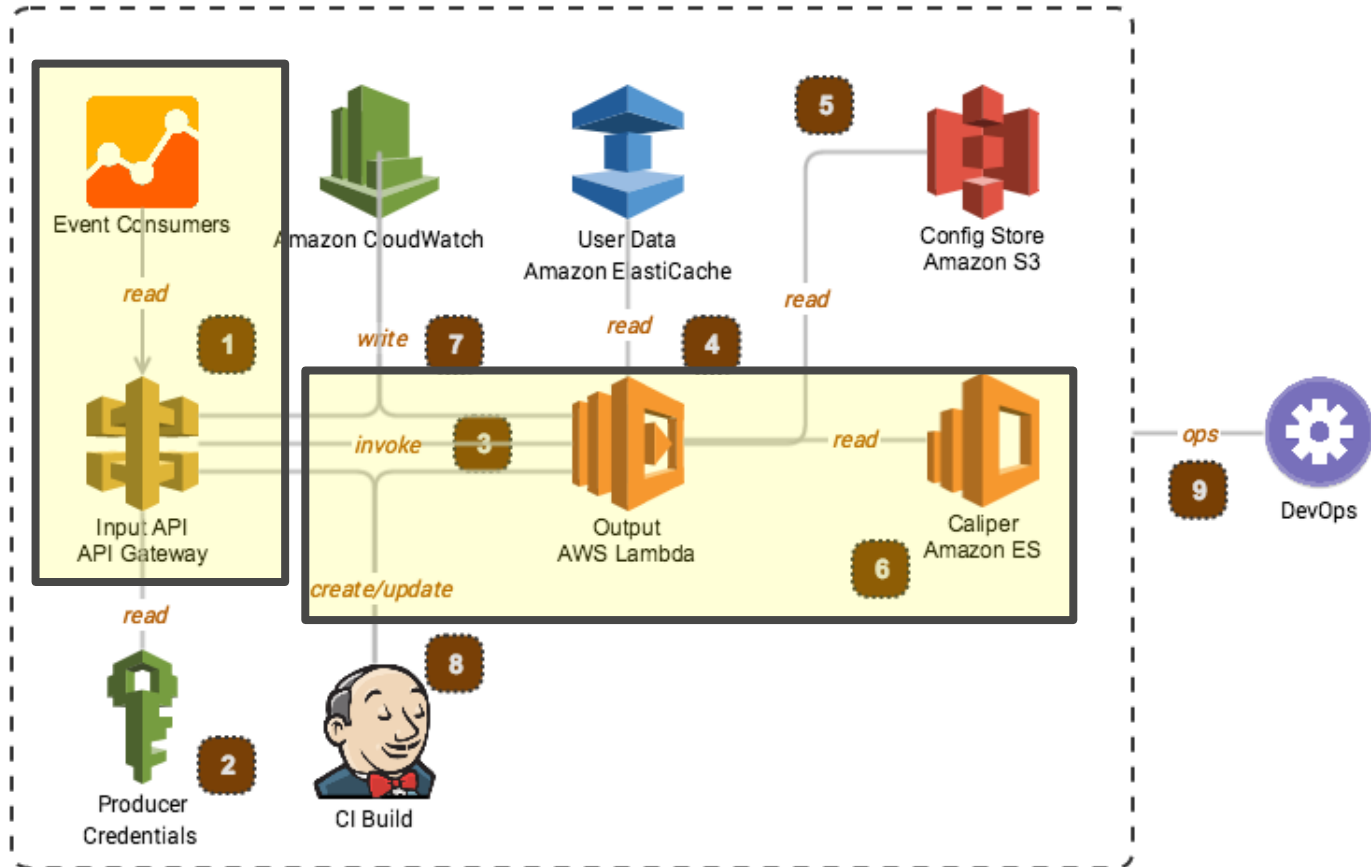 5
Event Consumers
Amazon CloudWatch
User Data
Amazon ElastiCache
Config Store
Amazon S3
read
read
1
write
7
read
4
invoke
3
read
ops
9
DevOps
Input API
API Gateway
Output
AWS Lambda
Caliper
Amazon ES
6
create/update
read
8
2
Producer
Credentials
CI Build